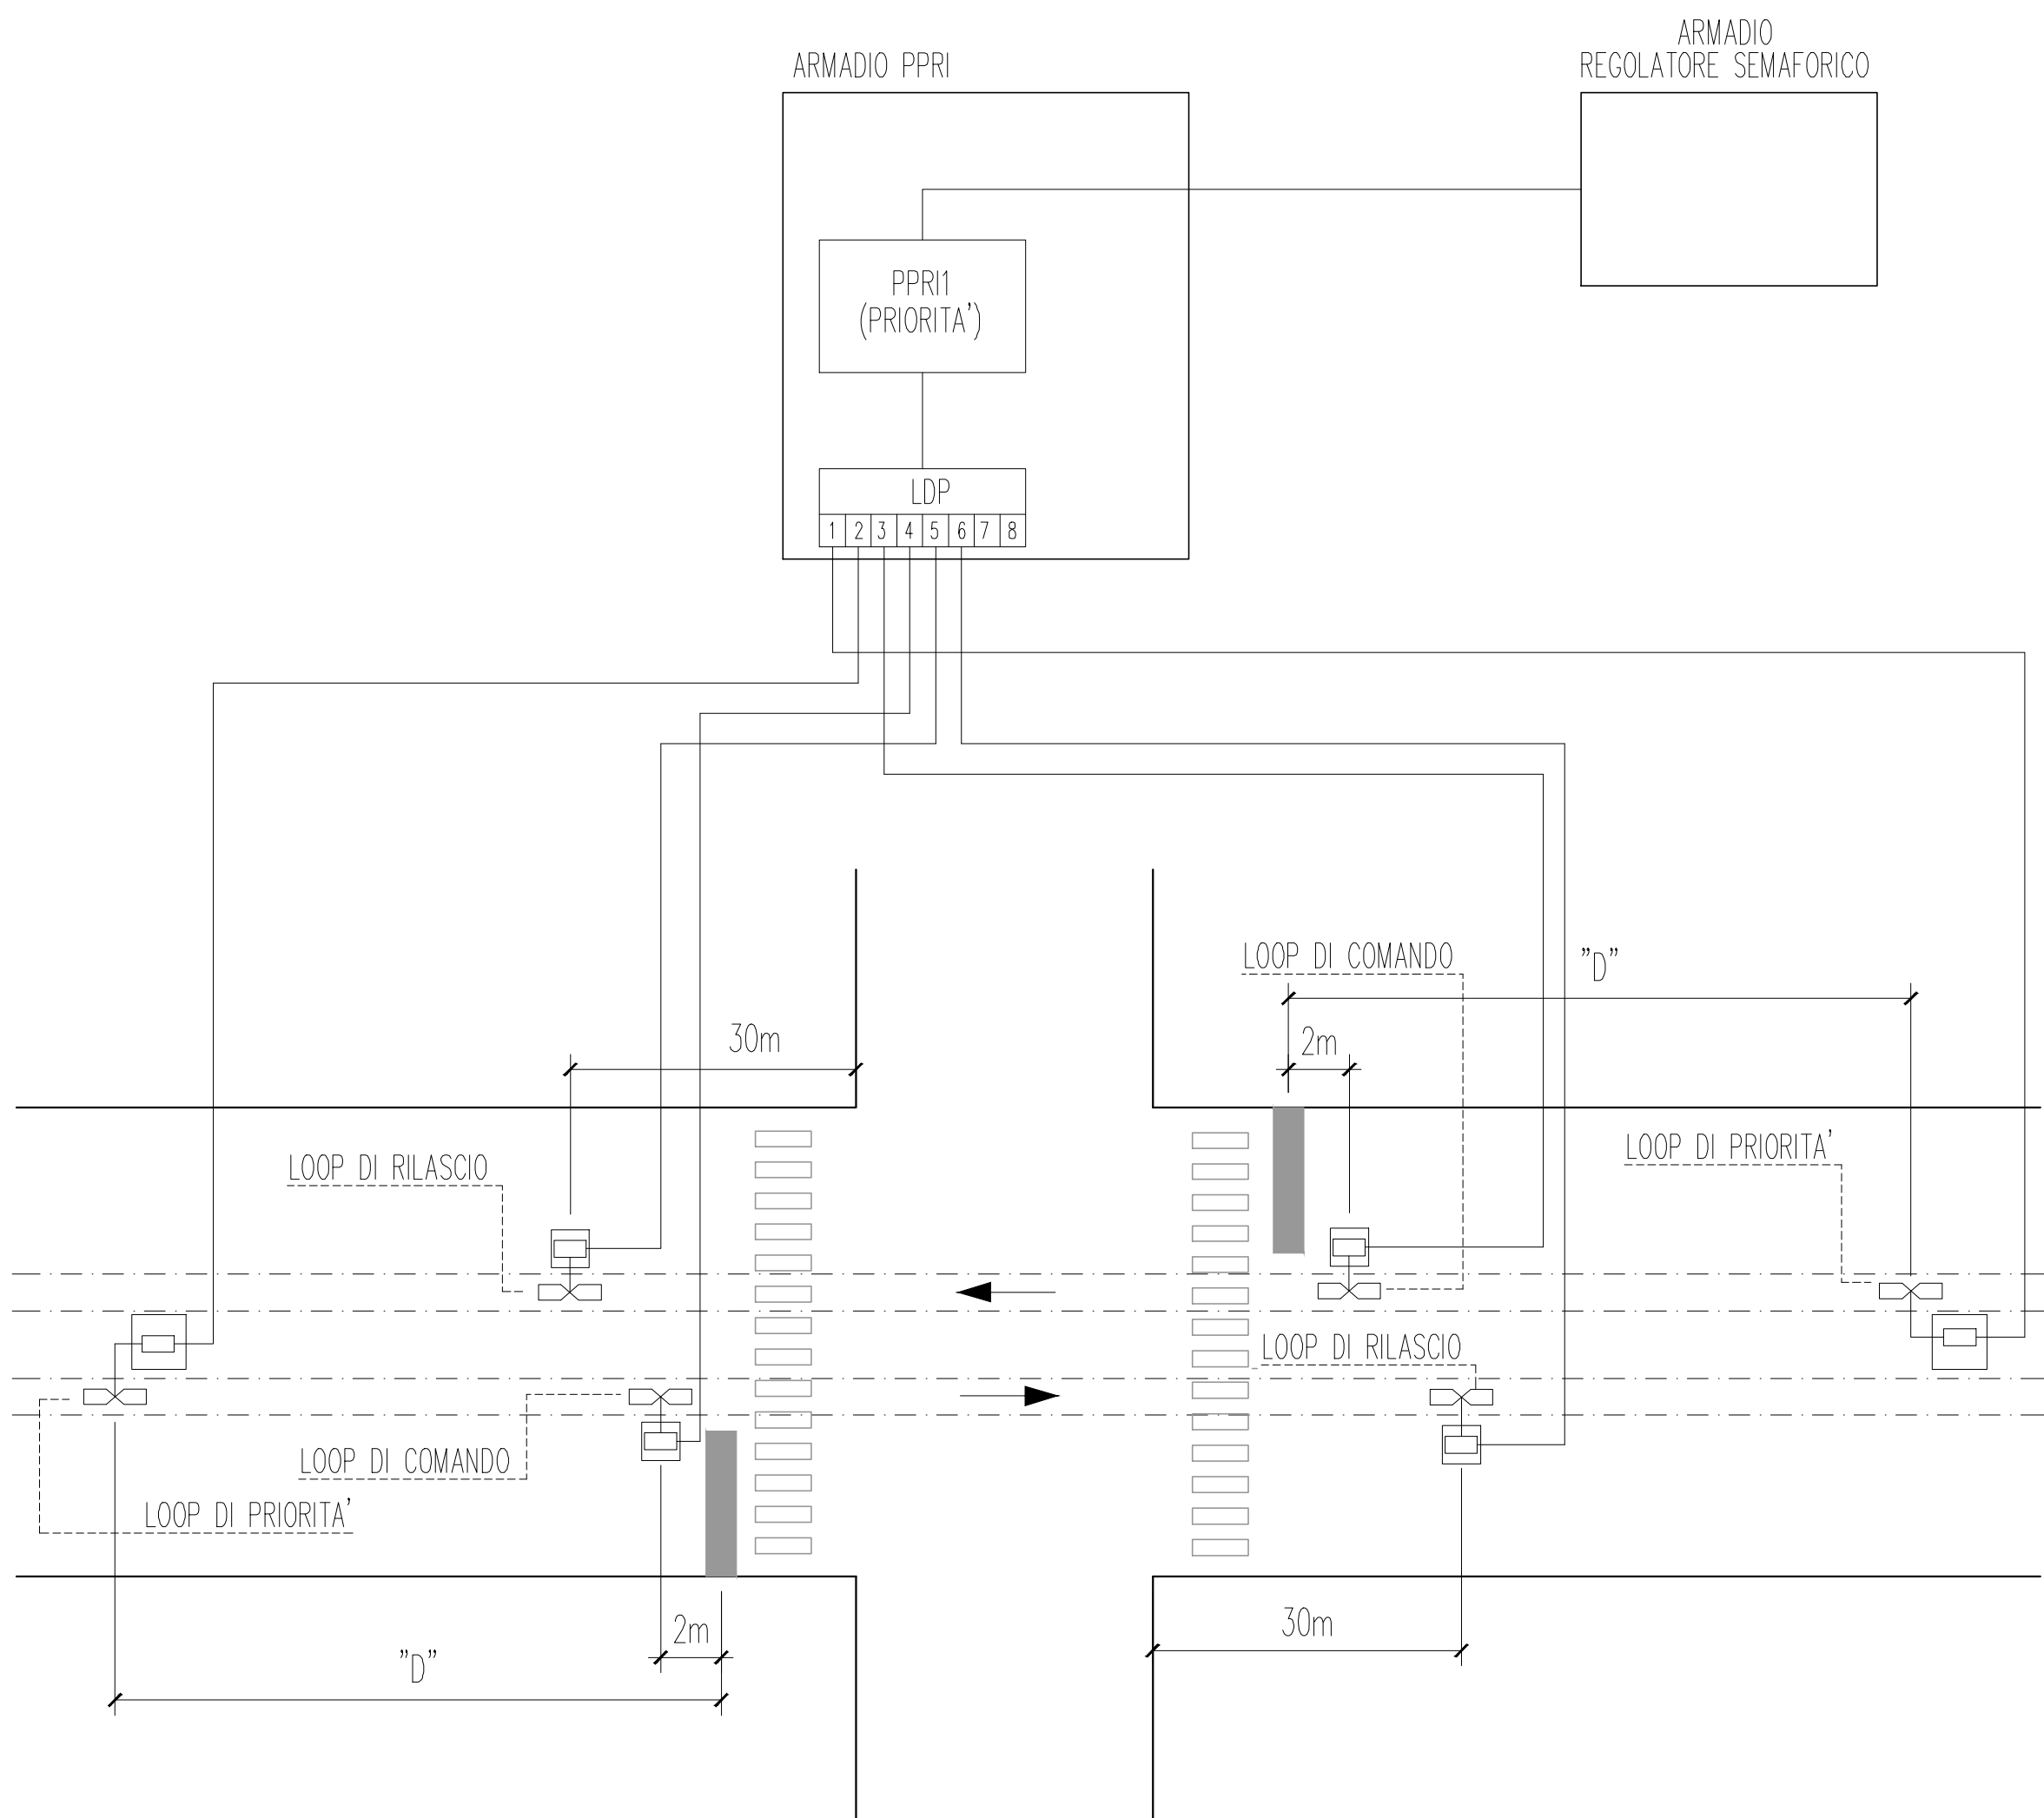 ARMADIO PPRI
ARMADIO
REGOLATORE SEMAFORICO
PPRI1
(PRIORITA')
LDP
1 2 3 4 5 6 7 8
LOOP DI COMANDO
"D"
30m
2m
LOOP DI RILASCIO
LOOP DI PRIORITA'
LOOP DI RILASCIO
LOOP DI COMANDO
LOOP DI PRIORITA'
2m
30m
"D"